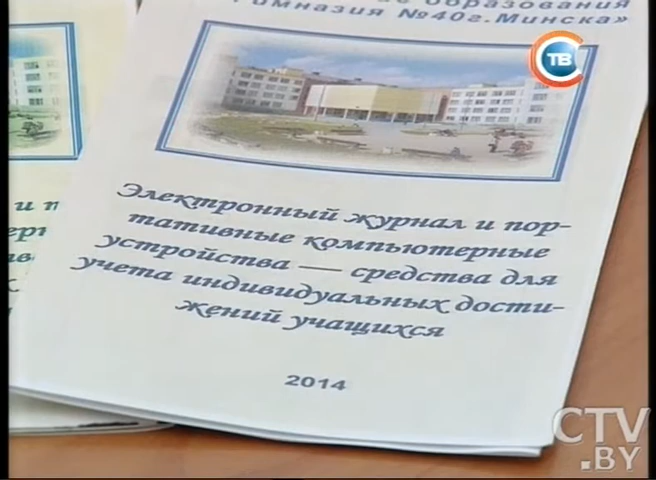 образования
Гимназия №40 г. Минска»
СТВ
Электронный журнал и пор-
тативные компьютерные
устройства — средства для
учета индивидуальных дости-
жений учащихся
2014
и п
CTV
.BY